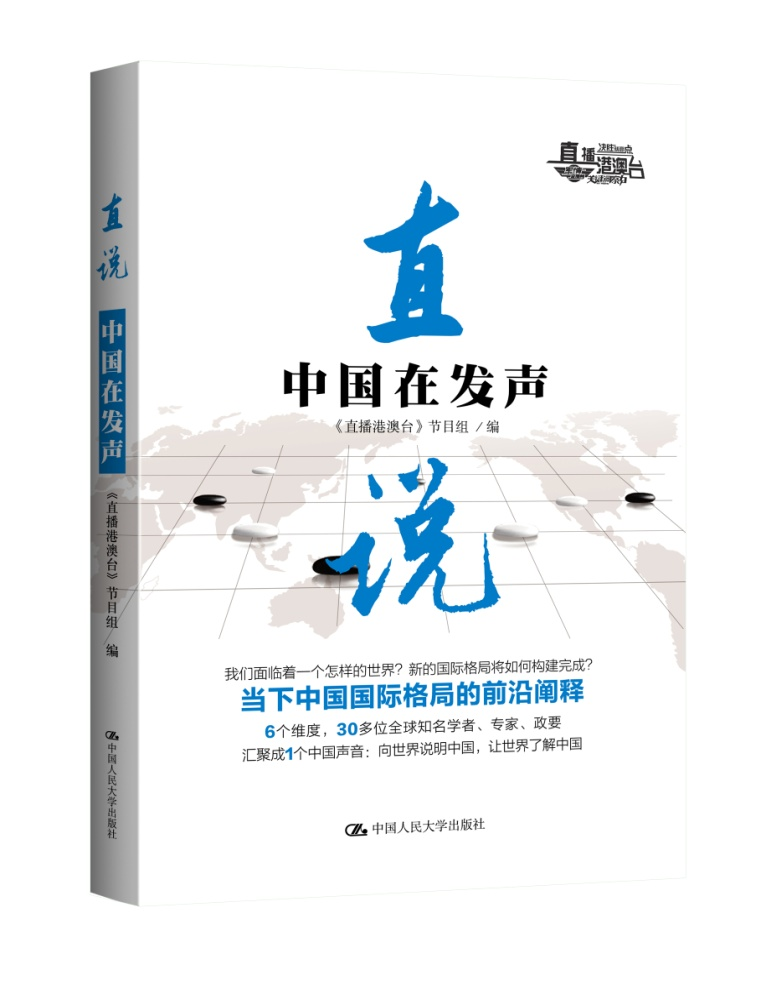 直说
中国在发声
《直播港澳台》节目组 编
中国人民大学出版社
直播
港澳台
决胜制高点
直
中国在发声
《直播港澳台》节目组 / 编
说
我们面临着一个怎样的世界？新的国际格局将如何构建完成？
当下中国国际格局的前沿阐释
6个维度，30多位全球知名学者、专家、政要
汇聚成1个中国声音：向世界说明中国，让世界了解中国
中国人民大学出版社